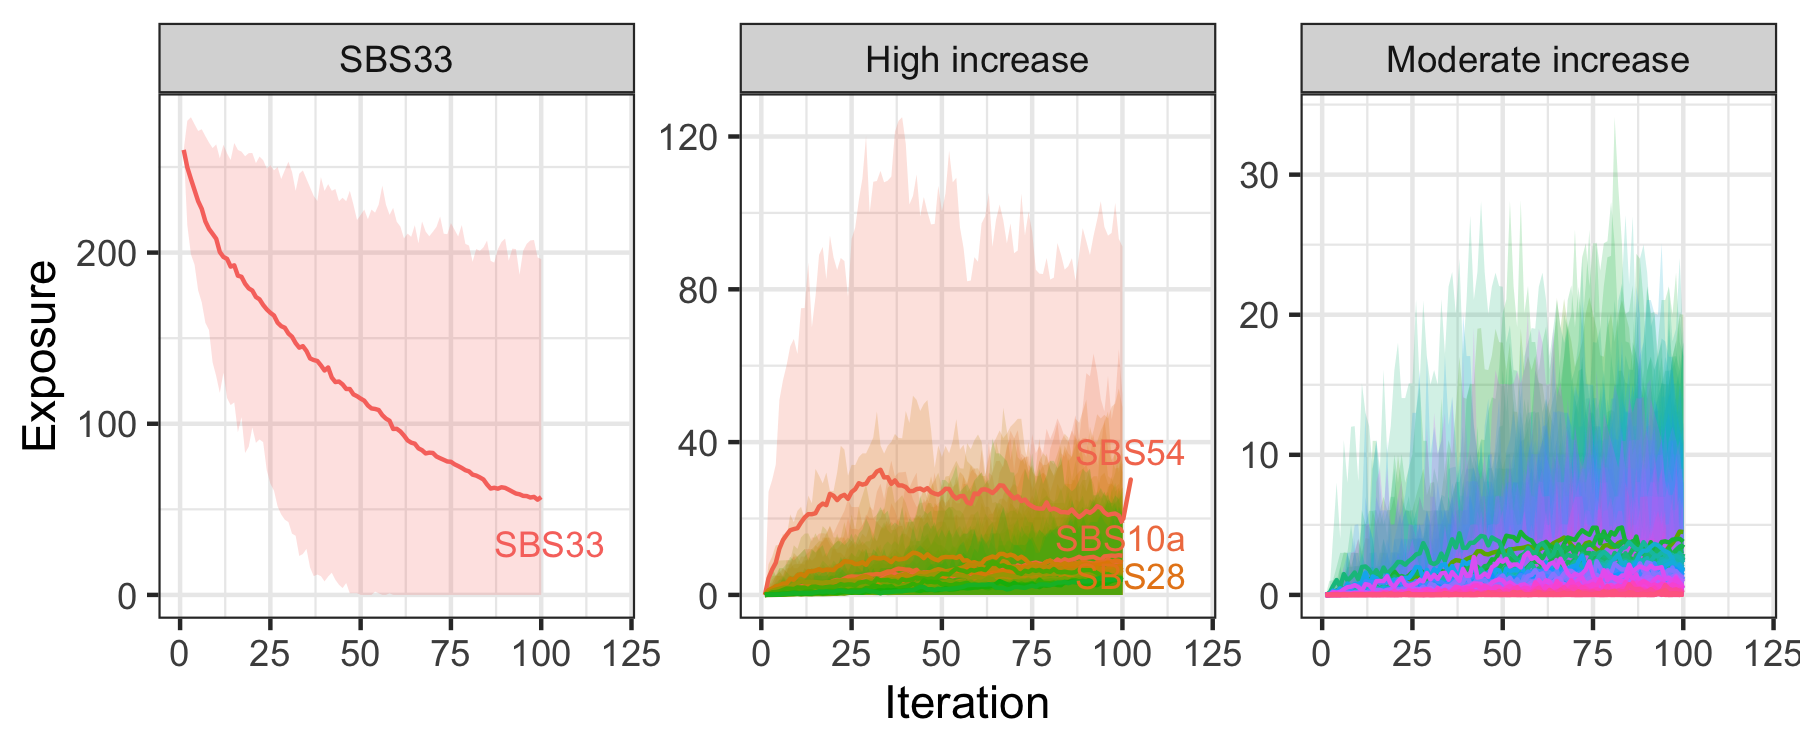 SBS33
High increase
Moderate increase
Exposure
200
100
0
SBS33
0 25 50 75 100 125
120
80
40
0
SBS54
SBS10a
SBS28
0 25 50 75 100 125
30
20
10
0
0 25 50 75 100 125
Iteration